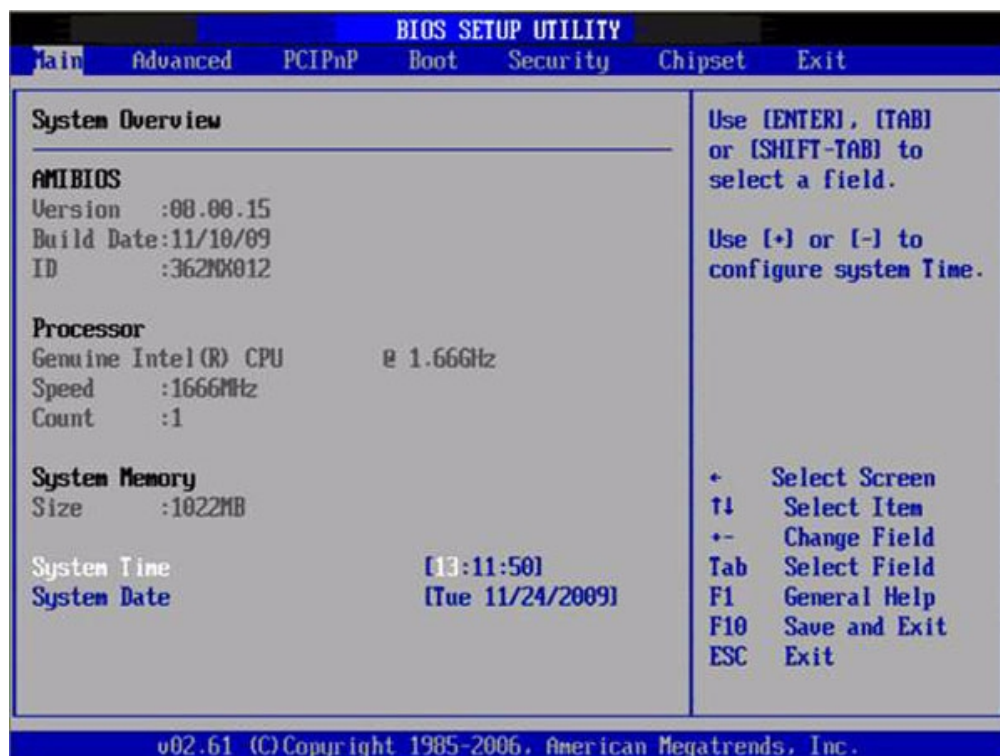 BIOS SETUP UTILITY
Main Advanced PCIPnP Boot Security Chipset Exit
System Overview
AMIBIOS
Version :08.00.15
Build Date:11/10/09
ID :362NX012
Processor
Genuine Intel(R) CPU @ 1.66GHz
Speed :1666MHz
Count :1
System Memory
Size :1022MB
System Time [13:11:50]
System Date [Tue 11/24/2009]
Use [ENTER], [TAB]
or [SHIFT-TAB] to
select a field.
Use [+] or [-] to
configure system Time.
← Select Screen
↑↓ Select Item
+- Change Field
Tab Select Field
F1 General Help
F10 Save and Exit
ESC Exit
v02.61 (C)Copyright 1985-2006, American Megatrends, Inc.